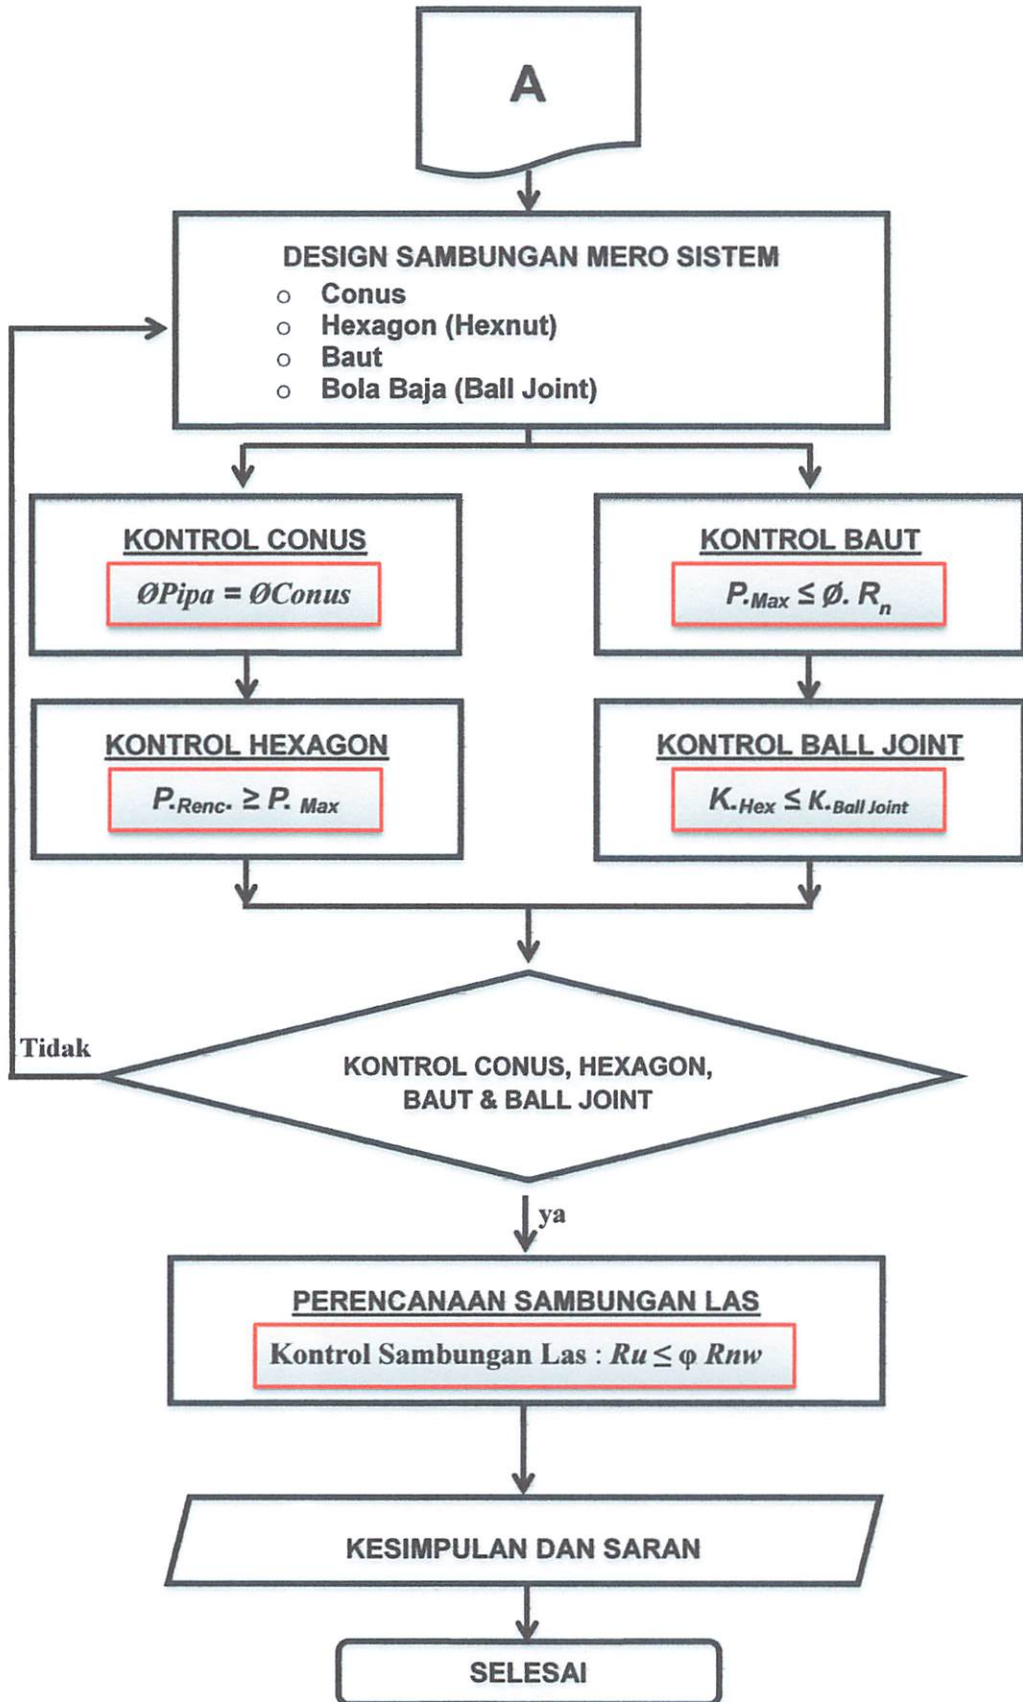 A
DESIGN SAMBUNGAN MERO SISTEM
o Conus
o Hexagon (Hexnut)
o Baut
o Bola Baja (Ball Joint)
KONTROL CONUS
ØPipa = ØConus
KONTROL BAUT
P.Max ≤ Ø. Rn
KONTROL HEXAGON
P.Renc. ≥ P. Max
KONTROL BALL JOINT
K.Hex ≤ K.Ball Joint
Tidak
KONTROL CONUS, HEXAGON,
BAUT & BALL JOINT
ya
PERENCANAAN SAMBUNGAN LAS
Kontrol Sambungan Las : Ru ≤ φ Rnw
KESIMPULAN DAN SARAN
SELESAI